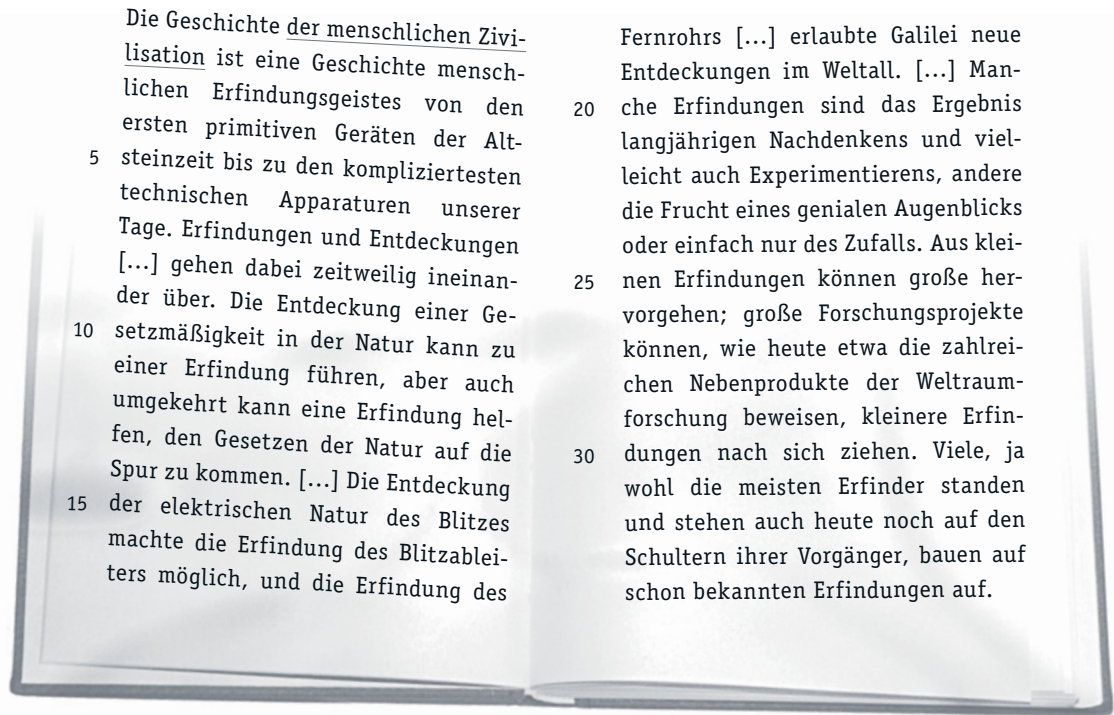 Die Geschichte der menschlichen Zivi-
lisation ist eine Geschichte mensch-
lichen Erfindungsgeistes von den
ersten primitiven Geräten der Alt-
5 steinzeit bis zu den kompliziertesten
technischen Apparaturen unserer
Tage. Erfindungen und Entdeckungen
[...] gehen dabei zeitweilig ineinan-
der über. Die Entdeckung einer Ge-
10 setzmäßigkeit in der Natur kann zu
einer Erfindung führen, aber auch
umgekehrt kann eine Erfindung hel-
fen, den Gesetzen der Natur auf die
Spur zu kommen. [...] Die Entdeckung
15 der elektrischen Natur des Blitzes
machte die Erfindung des Blitzablei-
ters möglich, und die Erfindung des
Fernrohrs [...] erlaubte Galilei neue
Entdeckungen im Weltall. [...] Man-
20 che Erfindungen sind das Ergebnis
langjährigen Nachdenkens und viel-
leicht auch Experimentierens, andere
die Frucht eines genialen Augenblicks
oder einfach nur des Zufalls. Aus klei-
25 nen Erfindungen können große her-
vorgehen; große Forschungsprojekte
können, wie heute etwa die zahlrei-
chen Nebenprodukte der Weltraum-
forschung beweisen, kleinere Erfin-
30 dungen nach sich ziehen. Viele, ja
wohl die meisten Erfinder standen
und stehen auch heute noch auf den
Schultern ihrer Vorgänger, bauen auf
schon bekannten Erfindungen auf.